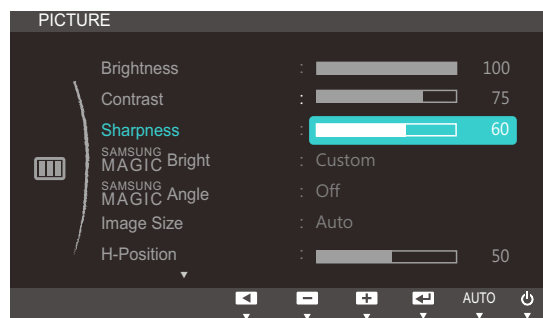 PICTURE
Brightness : 100
Contrast : 75
Sharpness : 60
SAMSUNG MAGIC Bright : Custom
SAMSUNG MAGIC Angle : Off
Image Size : Auto
H-Position : 50
AUTO